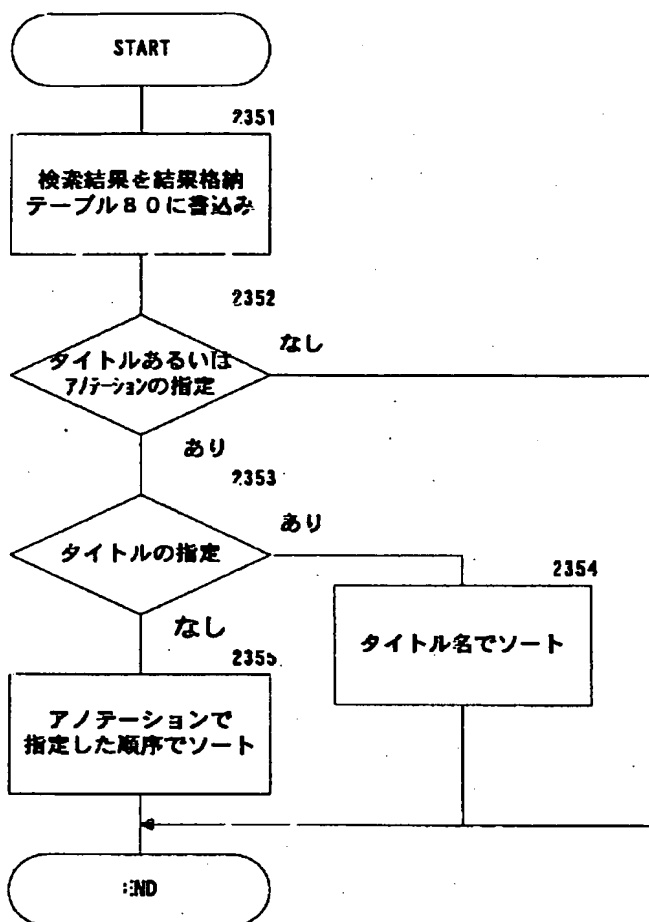 START
2351
検索結果を結果格納
テーブル80に書込み
2352
タイトルあるいは
アノテーションの指定
なし
あり
2353
タイトルの指定
あり
なし
2354
タイトル名でソート
2355
アノテーションで
指定した順序でソート
END